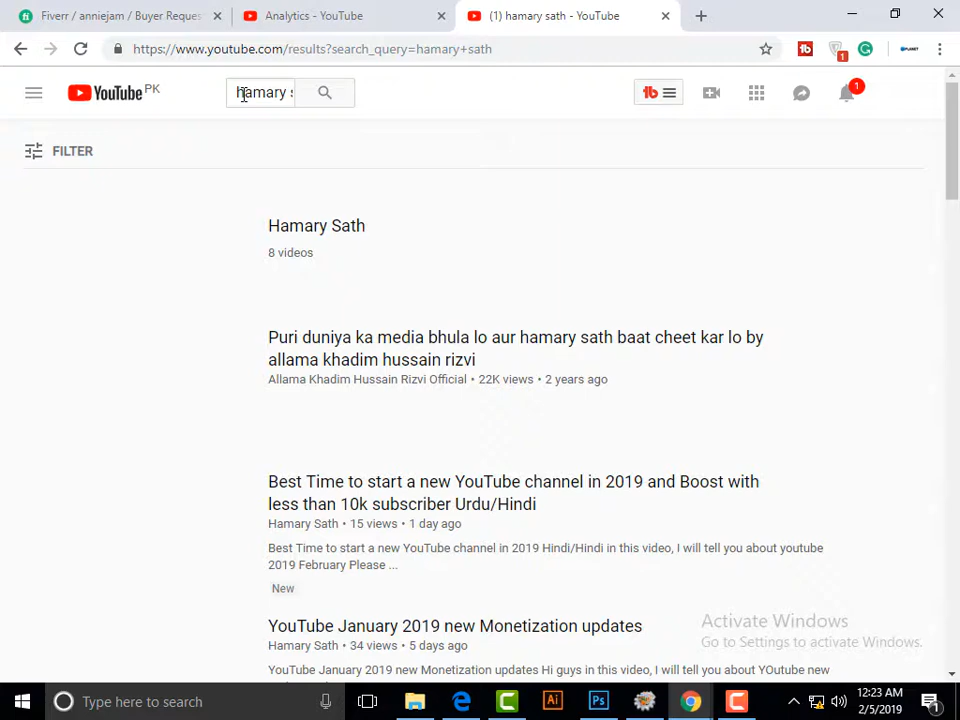 Fiverr / anniejam / Buyer Reques
Analytics - YouTube
(1) hamary sath - YouTube
https://www.youtube.com/results?search_query=hamary+sath
1
YouTube PK
hamary s
1
FILTER
Hamary Sath
8 videos
Puri duniya ka media bhula lo aur hamary sath baat cheet kar lo by
allama khadim hussain rizvi
Allama Khadim Hussain Rizvi Official • 22K views • 2 years ago
Best Time to start a new YouTube channel in 2019 and Boost with
less than 10k subscriber Urdu/Hindi
Hamary Sath • 15 views • 1 day ago
Best Time to start a new YouTube channel in 2019 Hindi/Hindi in this video, I will tell you about youtube
2019 February Please ...
New
YouTube January 2019 new Monetization updates
Hamary Sath • 34 views • 5 days ago
YouTube January 2019 new Monetization updates Hi guys in this video, I will tell you about YOutube new
Activate Windows
Go to Settings to activate Windows.
Type here to search
Ai
Ps
12:23 AM
2/5/2019
1